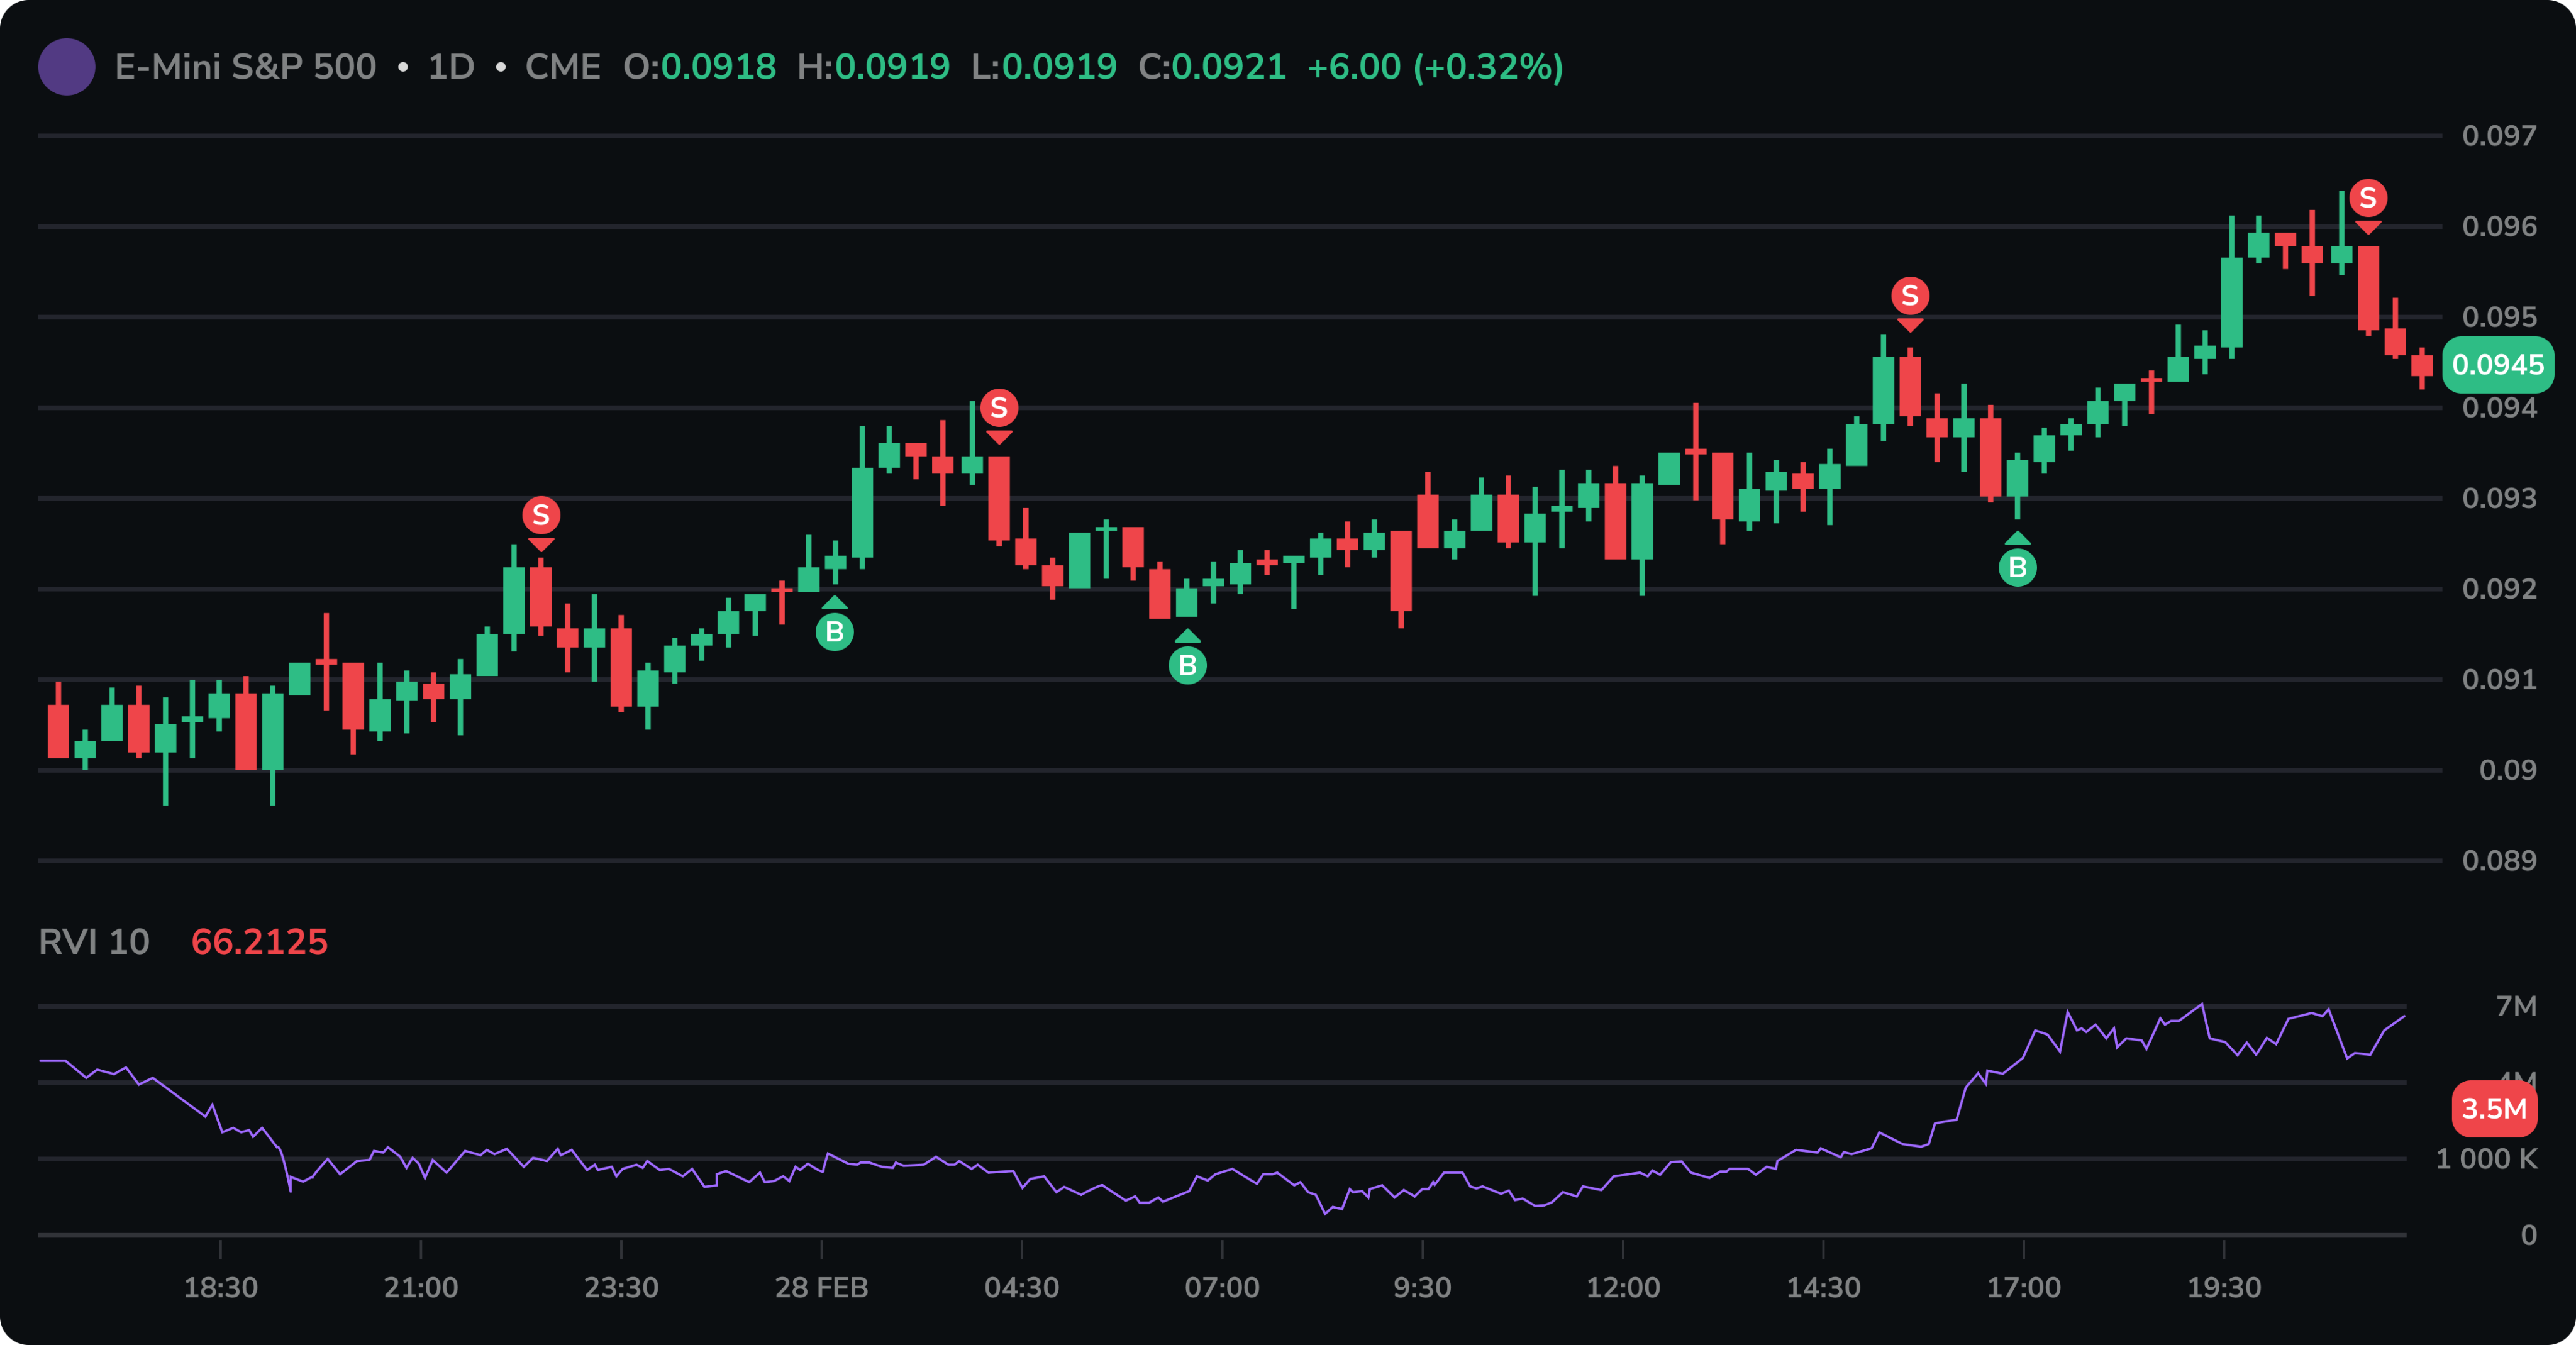 E-Mini S&P 500 • 1D • CME O:0.0918 H:0.0919 L:0.0919 C:0.0921 +6.00 (+0.32%)
0.097
S
0.096
S
0.095
0.0945
S
0.094
S
0.093
B
0.092
B
B
0.091
0.09
0.089
RVI 10 66.2125
7M
4M
3.5M
1 000 K
0
18:30 21:00 23:30 28 FEB 04:30 07:00 9:30 12:00 14:30 17:00 19:30